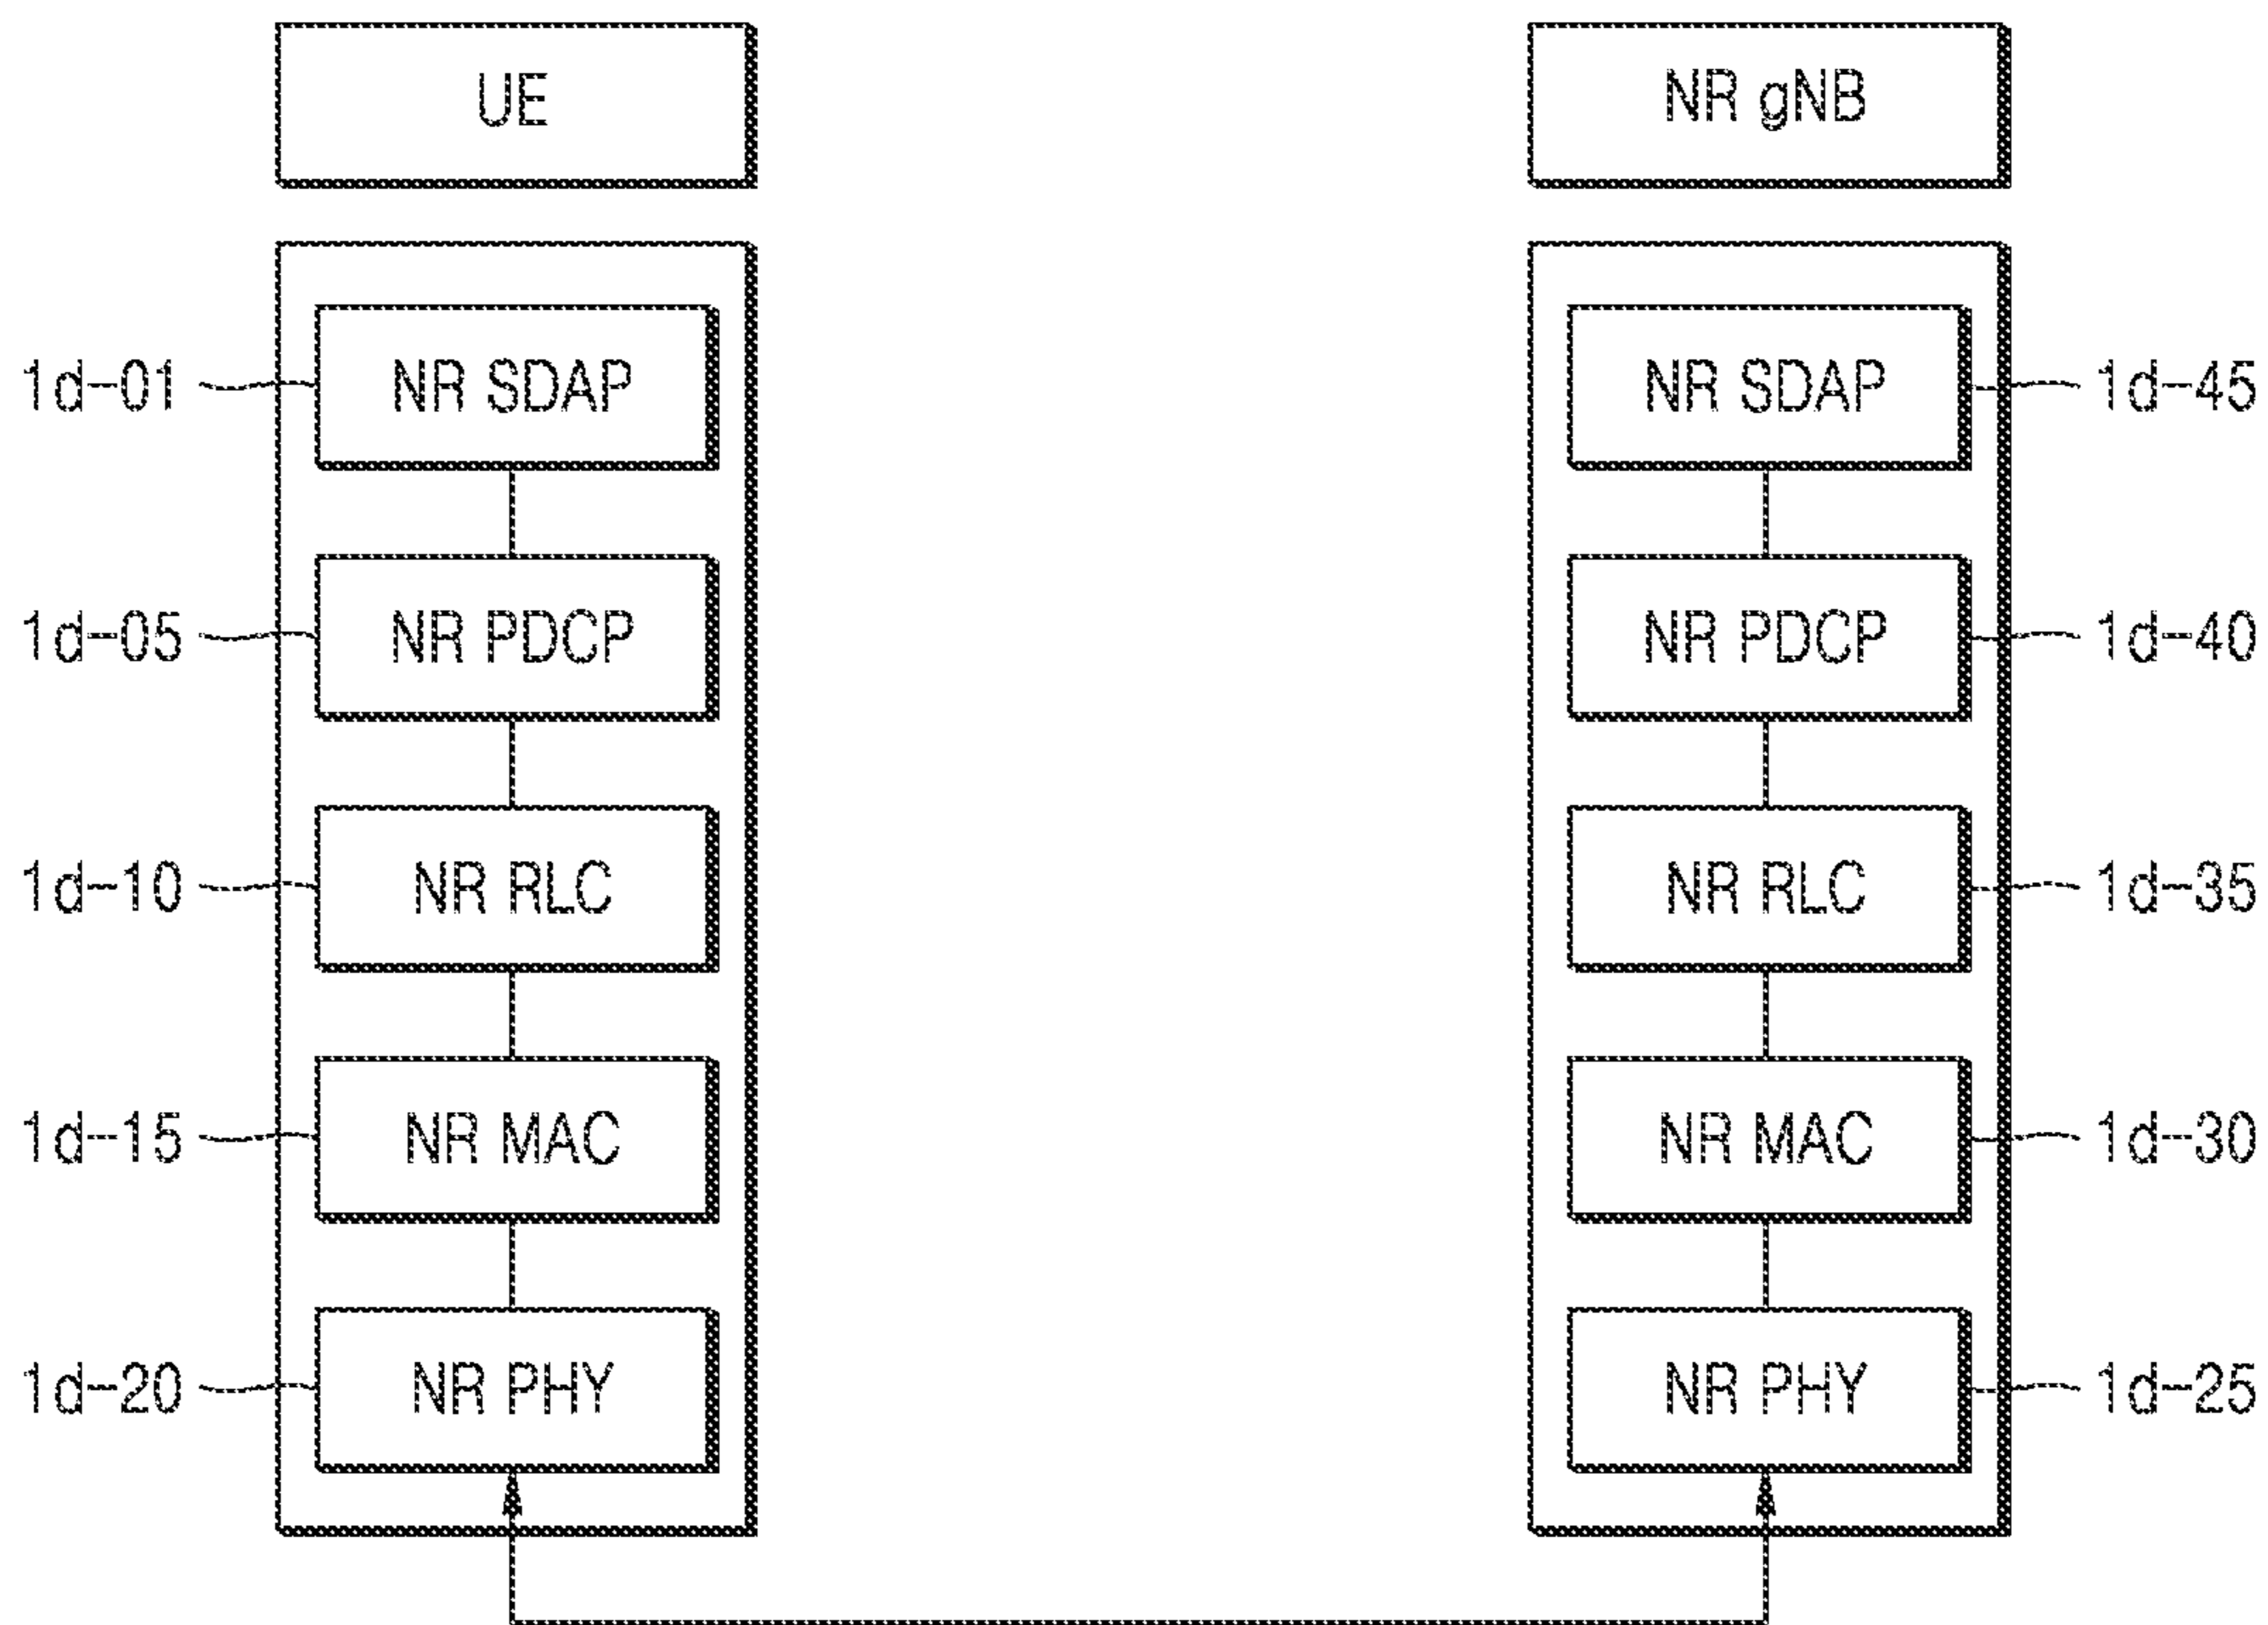 UE NR gNB
1d-01 NR SDAP NR SDAP 1d-45
1d-05 NR PDCP NR PDCP 1d-40
1d-10 NR RLC NR RLC 1d-35
1d-15 NR MAC NR MAC 1d-30
1d-20 NR PHY NR PHY 1d-25